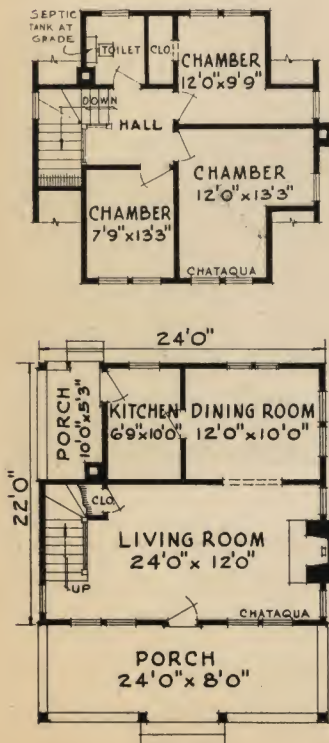 SEPTIC
TANK AT
GRADE
TOILET
CLO.
CHAMBER
12'0"x9'9"
DOWN
HALL
CHAMBER
12'0"x13'3"
CHAMBER
7'9"x13'3"
CHATAQUA
24'0"
22'0"
PORCH
10'0"x5'3"
KITCHEN
6'9"x10'0"
DINING ROOM
12'0"x10'0"
CLO.
LIVING ROOM
24'0"x 12'0"
UP
CHATAQUA
PORCH
24'0"x 8'0"